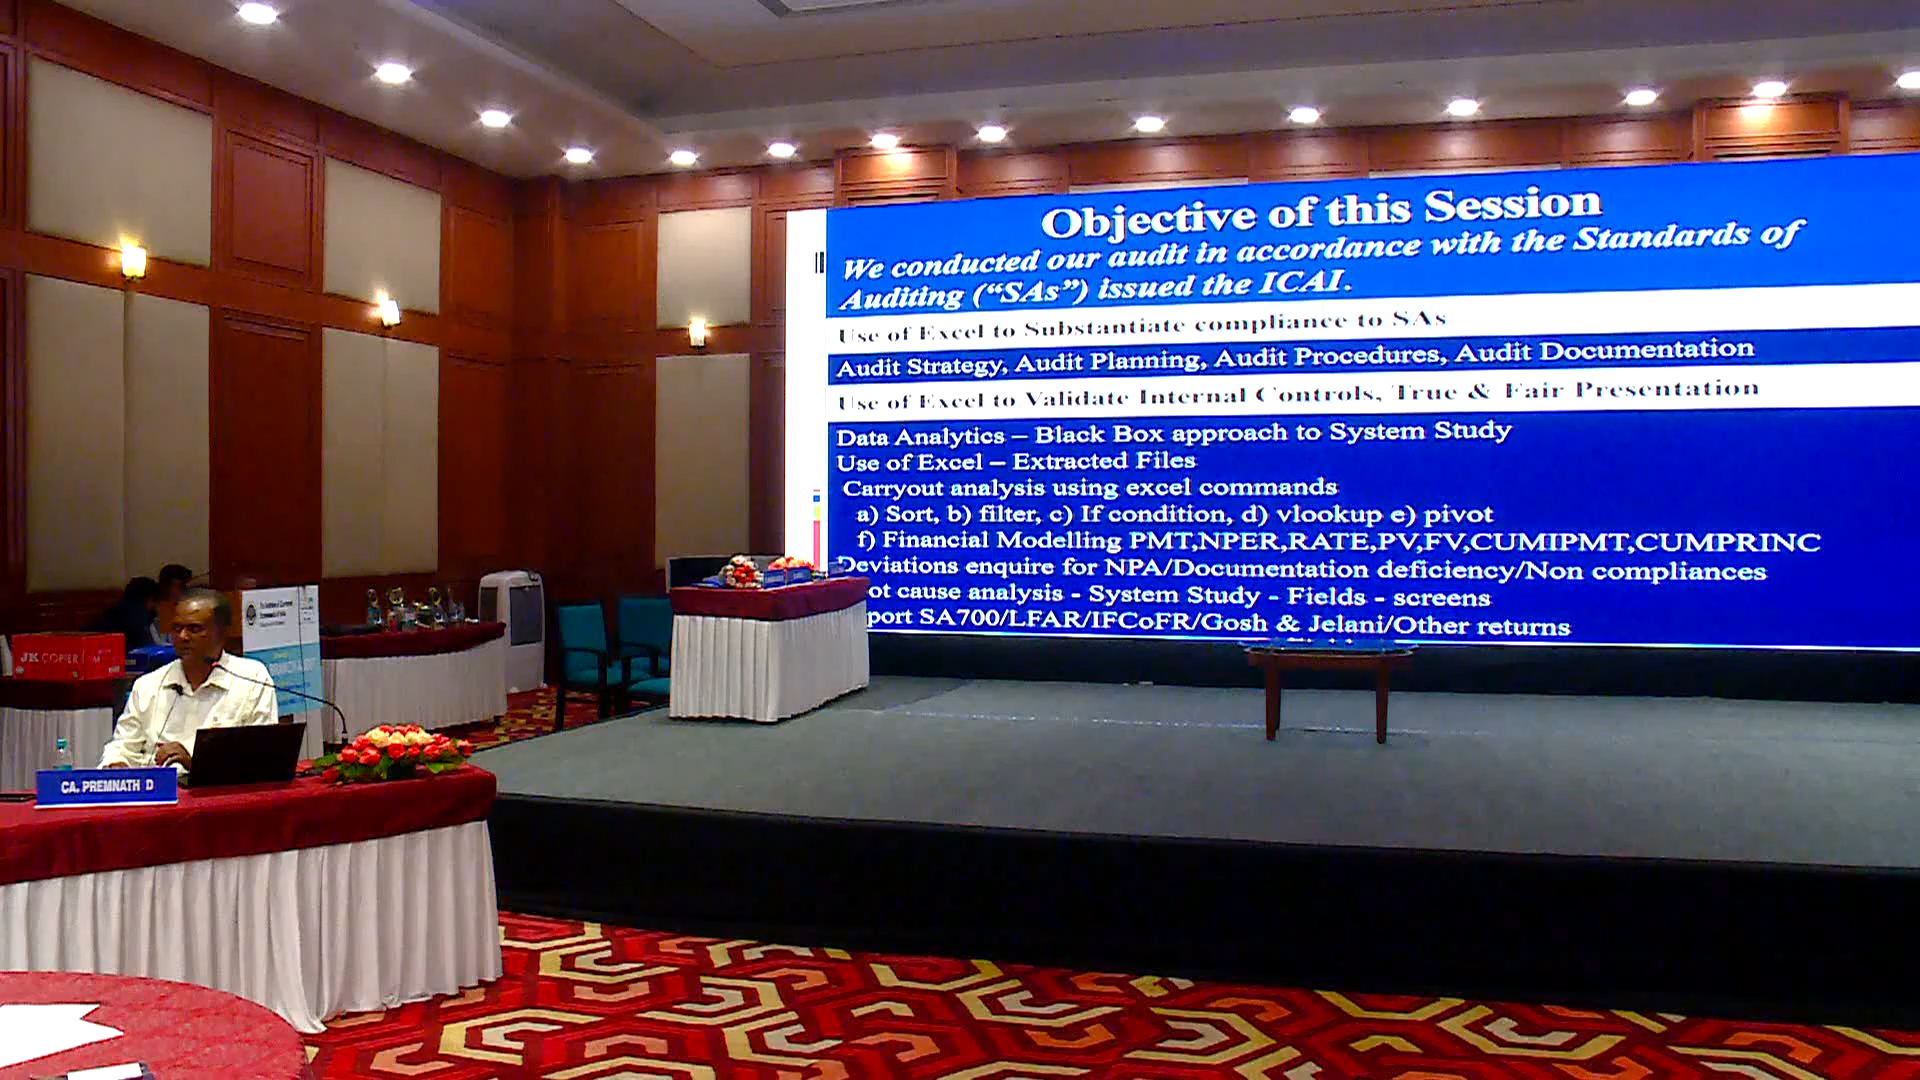 Objective of this Session
We conducted our audit in accordance with the Standards of
Auditing (“SAs”) issued the ICAI.
Use of Excel to Substantiate compliance to SAs
Audit Strategy, Audit Planning, Audit Procedures, Audit Documentation
Use of Excel to Validate Internal Controls, True & Fair Presentation
Data Analytics – Black Box approach to System Study
Use of Excel – Extracted Files
Carryout analysis using excel commands
a) Sort, b) filter, c) If condition, d) vlookup e) pivot
f) Financial Modelling PMT,NPER,RATE,PV,FV,CUMIPMT,CUMPRINC
Deviations enquire for NPA/Documentation deficiency/Non compliances
ot cause analysis - System Study - Fields - screens
port SA700/LFAR/IFCoFR/Gosh & Jelani/Other returns
JK COPIER
CA. PREMNATH D